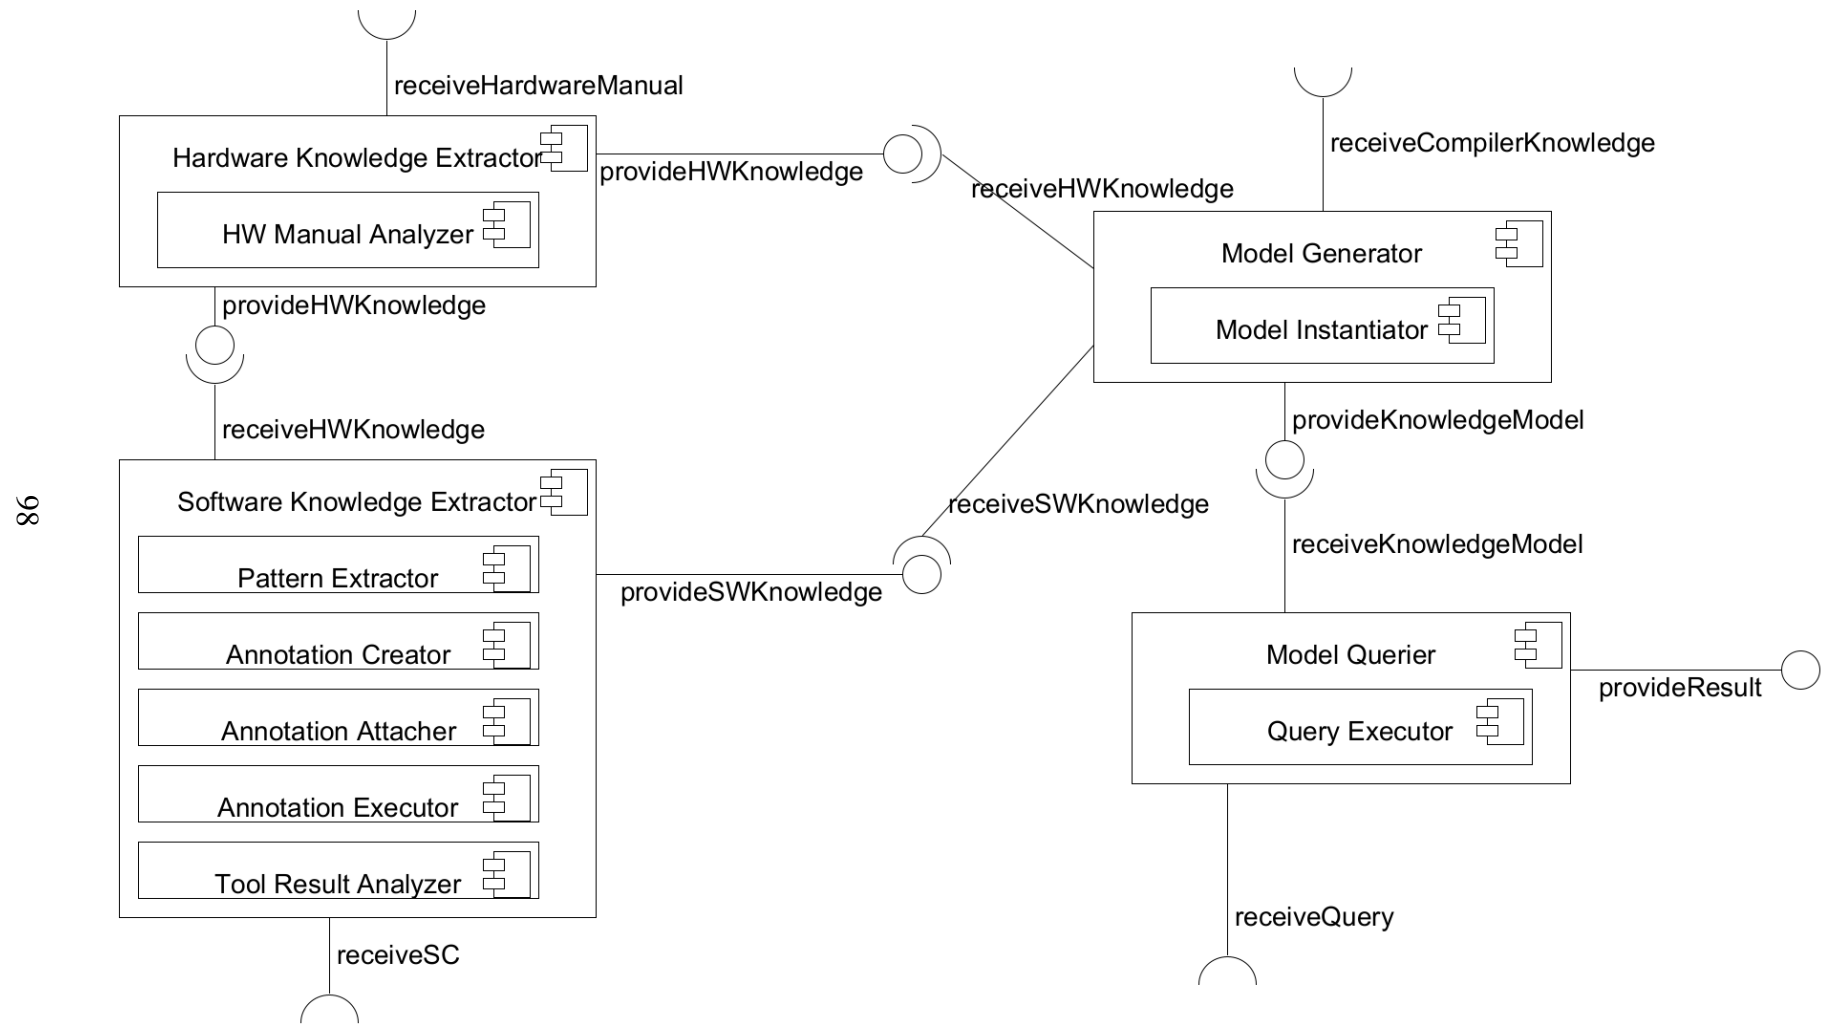 receiveHardwareManual
Hardware Knowledge Extractor
HW Manual Analyzer
provideHWKnowledge
receiveHWKnowledge
receiveCompilerKnowledge
Model Generator
Model Instantiator
provideHWKnowledge
receiveHWKnowledge
Software Knowledge Extractor
Pattern Extractor
Annotation Creator
Annotation Attacher
Annotation Executor
Tool Result Analyzer
receiveSC
provideSWKnowledge
receiveSWKnowledge
provideKnowledgeModel
receiveKnowledgeModel
Model Querier
Query Executor
provideResult
receiveQuery
98